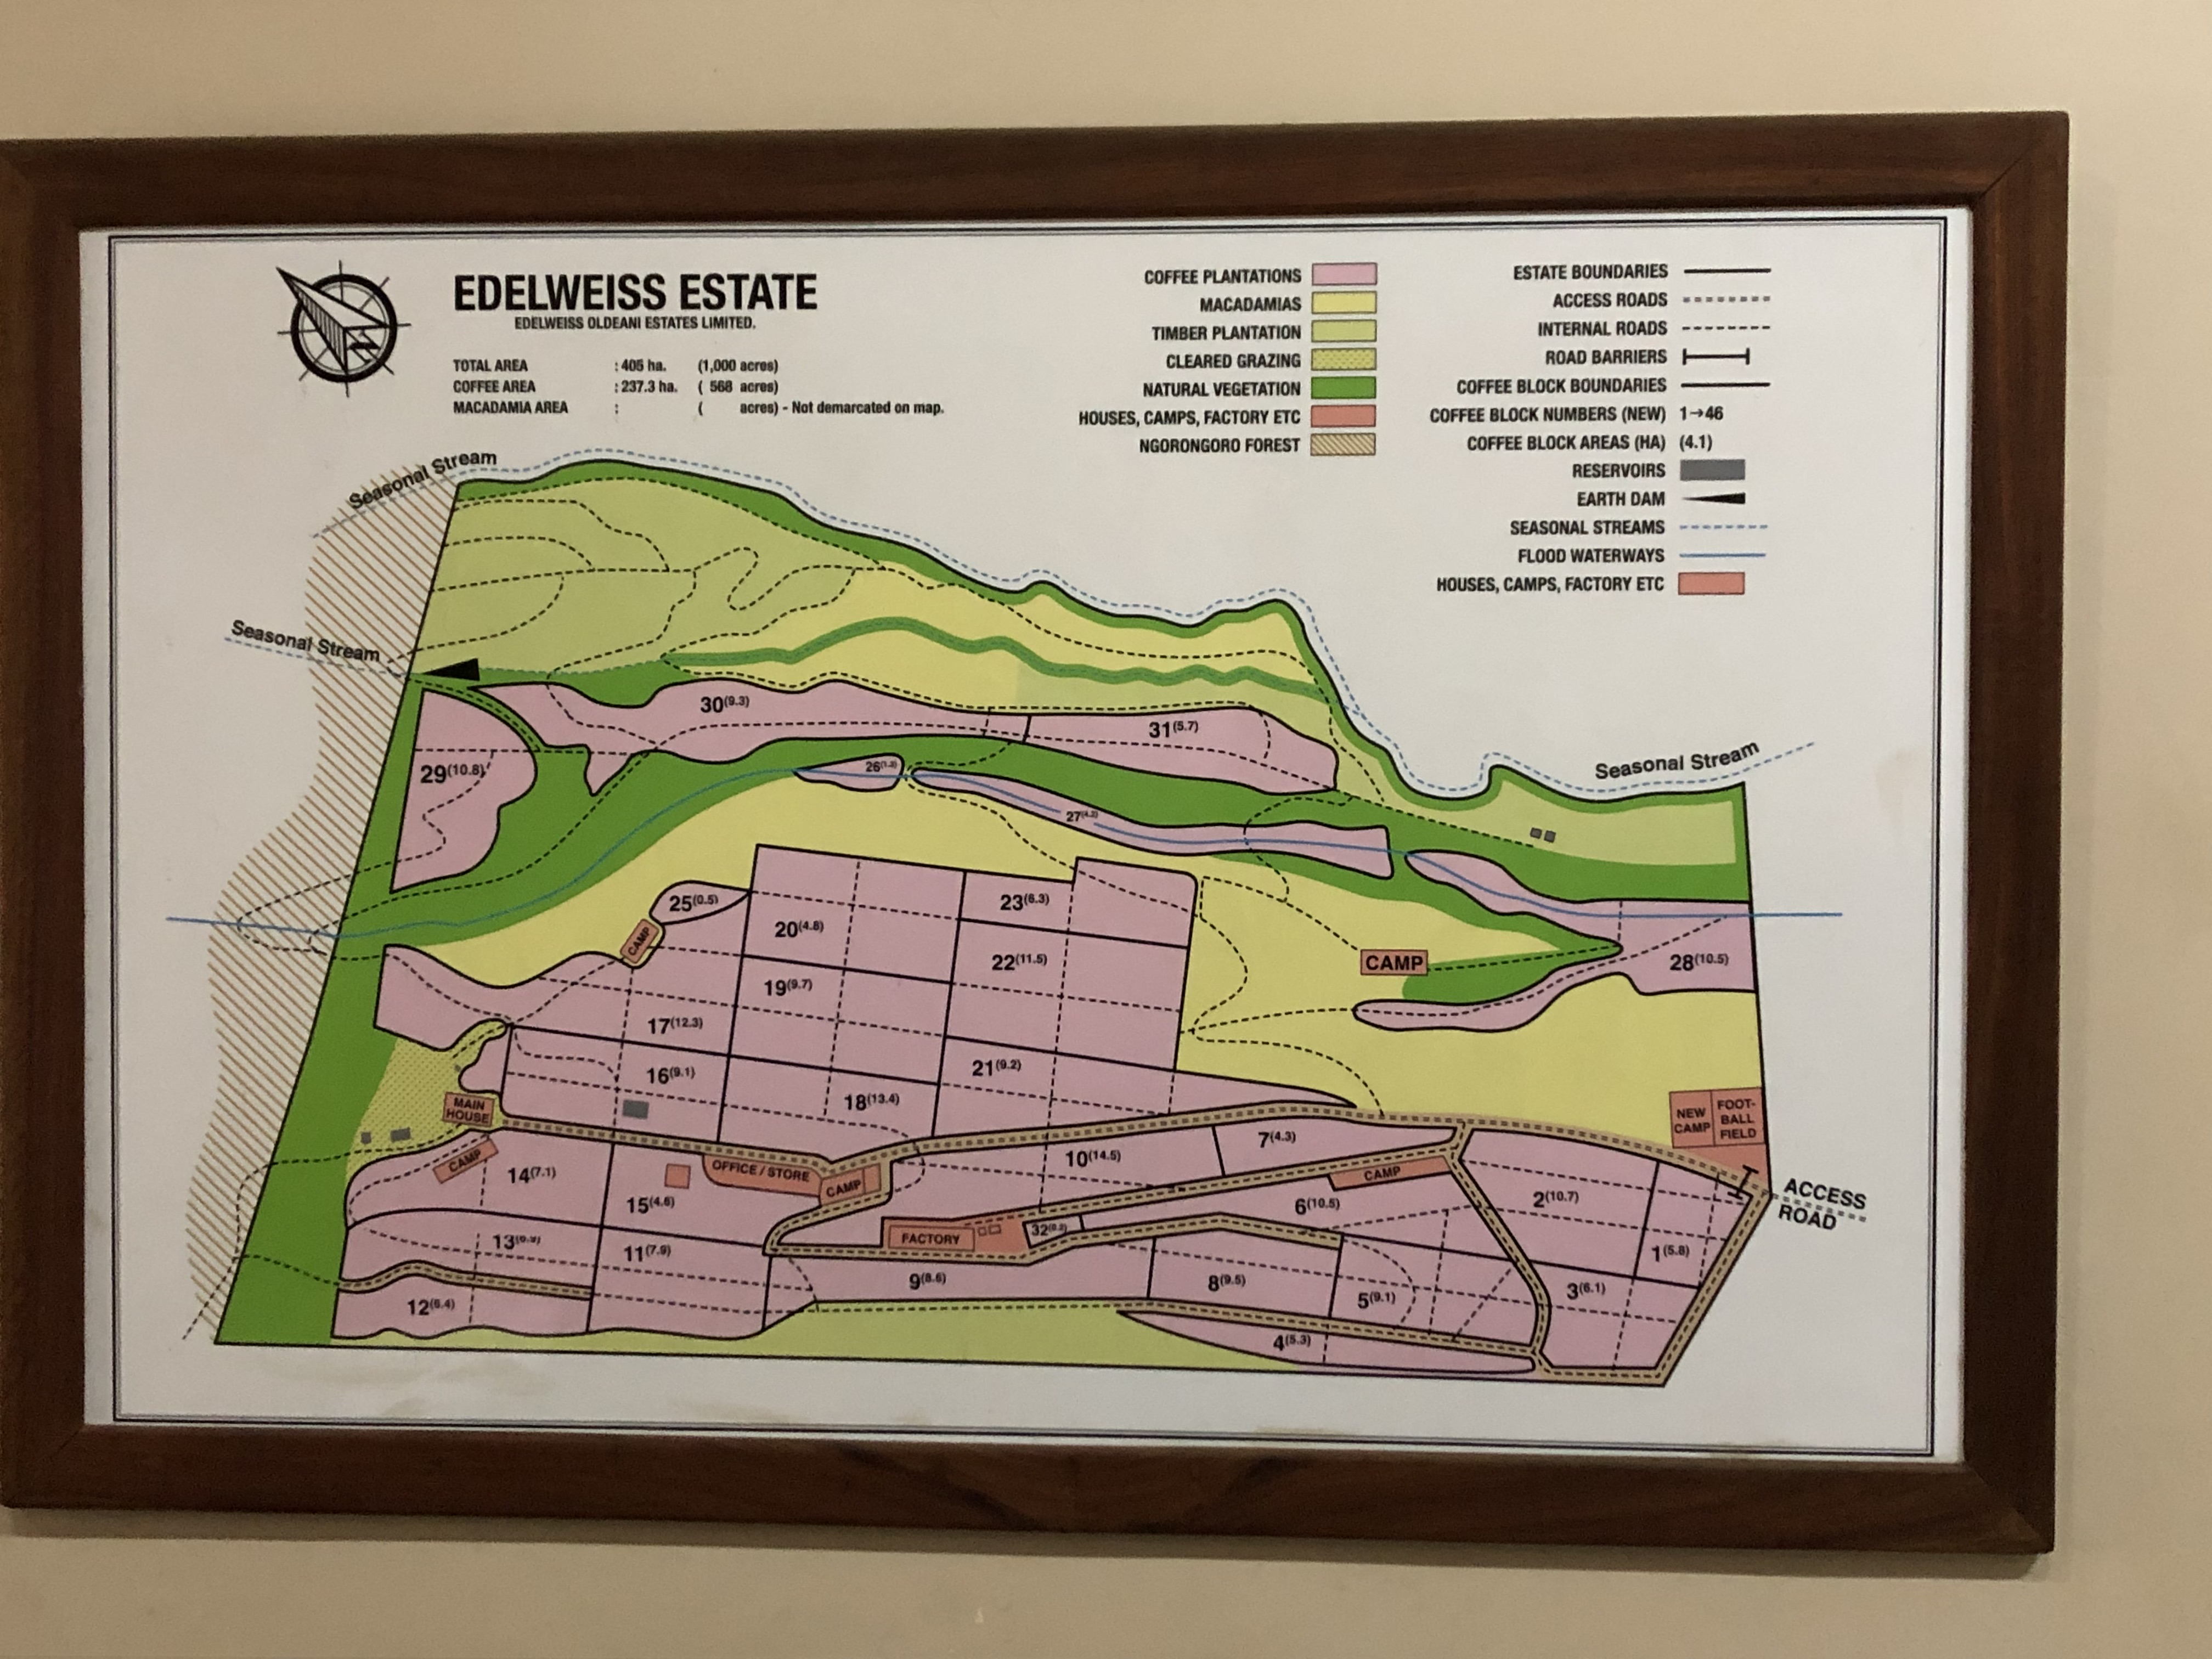 EDELWEISS ESTATE
EDELWEISS OLDEANI ESTATES LIMITED.
TOTAL AREA : 405 ha. (1,000 acres)
COFFEE AREA : 237.3 ha. ( 568 acres)
MACADAMIA AREA : ( acres) - Not demarcated on map.
COFFEE PLANTATIONS
MACADAMIAS
TIMBER PLANTATION
CLEARED GRAZING
NATURAL VEGETATION
HOUSES, CAMPS, FACTORY ETC
NGORONGORO FOREST
ESTATE BOUNDARIES
ACCESS ROADS
INTERNAL ROADS
ROAD BARRIERS
COFFEE BLOCK BOUNDARIES
COFFEE BLOCK NUMBERS (NEW) 1→46
COFFEE BLOCK AREAS (HA) (4.1)
RESERVOIRS
EARTH DAM
SEASONAL STREAMS
FLOOD WATERWAYS
HOUSES, CAMPS, FACTORY ETC
Seasonal Stream
Seasonal Stream
30(9.3)
31(5.7)
29(10.8)
26
27
Seasonal Stream
25(0.5)
CAMP
20(4.8)
23(6.3)
22(11.5)
19(9.7)
CAMP
28(10.5)
17(12.3)
16(9.1)
21(9.2)
18(13.4)
MAIN
HOUSE
NEW
CAMP
FOOT-
BALL
FIELD
CAMP
14(7.1)
OFFICE / STORE
CAMP
10(14.5)
7(4.3)
CAMP
15(4.6)
6(10.5)
2(10.7)
ACCESS
ROAD
13
11(7.9)
FACTORY
32
1(5.8)
12(6.4)
9(8.6)
8(9.5)
5(9.1)
3(6.1)
4(5.3)